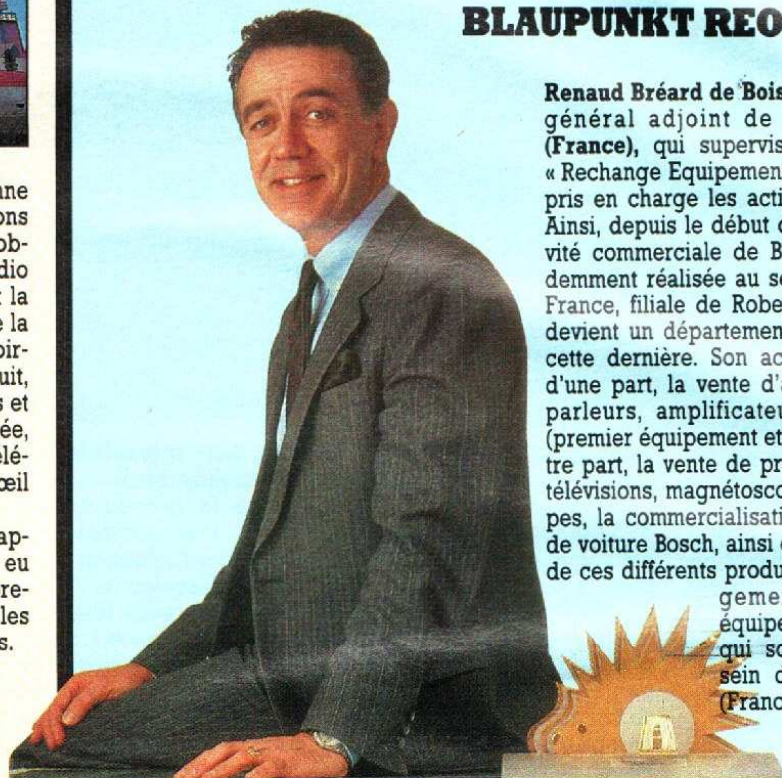 nne
ons
ob-
dio
la
e la
oir-
uit,
s et
ée,
élé-
œil
ap-
eu
re-
les
s.
BLAUPUNKT REO
Renaud Bréard de Bois
général adjoint de
(France), qui supervis
« Rechange Equipemen
pris en charge les acti
Ainsi, depuis le début d
vité commerciale de B
demment réalisée au se
France, filiale de Robe
devient un département
cette dernière. Son ac
d'une part, la vente d'a
parleurs, amplificateu
(premier équipement et
tre part, la vente de pr
télévisions, magnétosco
pes, la commercialisati
de voiture Bosch, ainsi
de ces différents produ
geme
équipe
qui so
sein d
(Franc